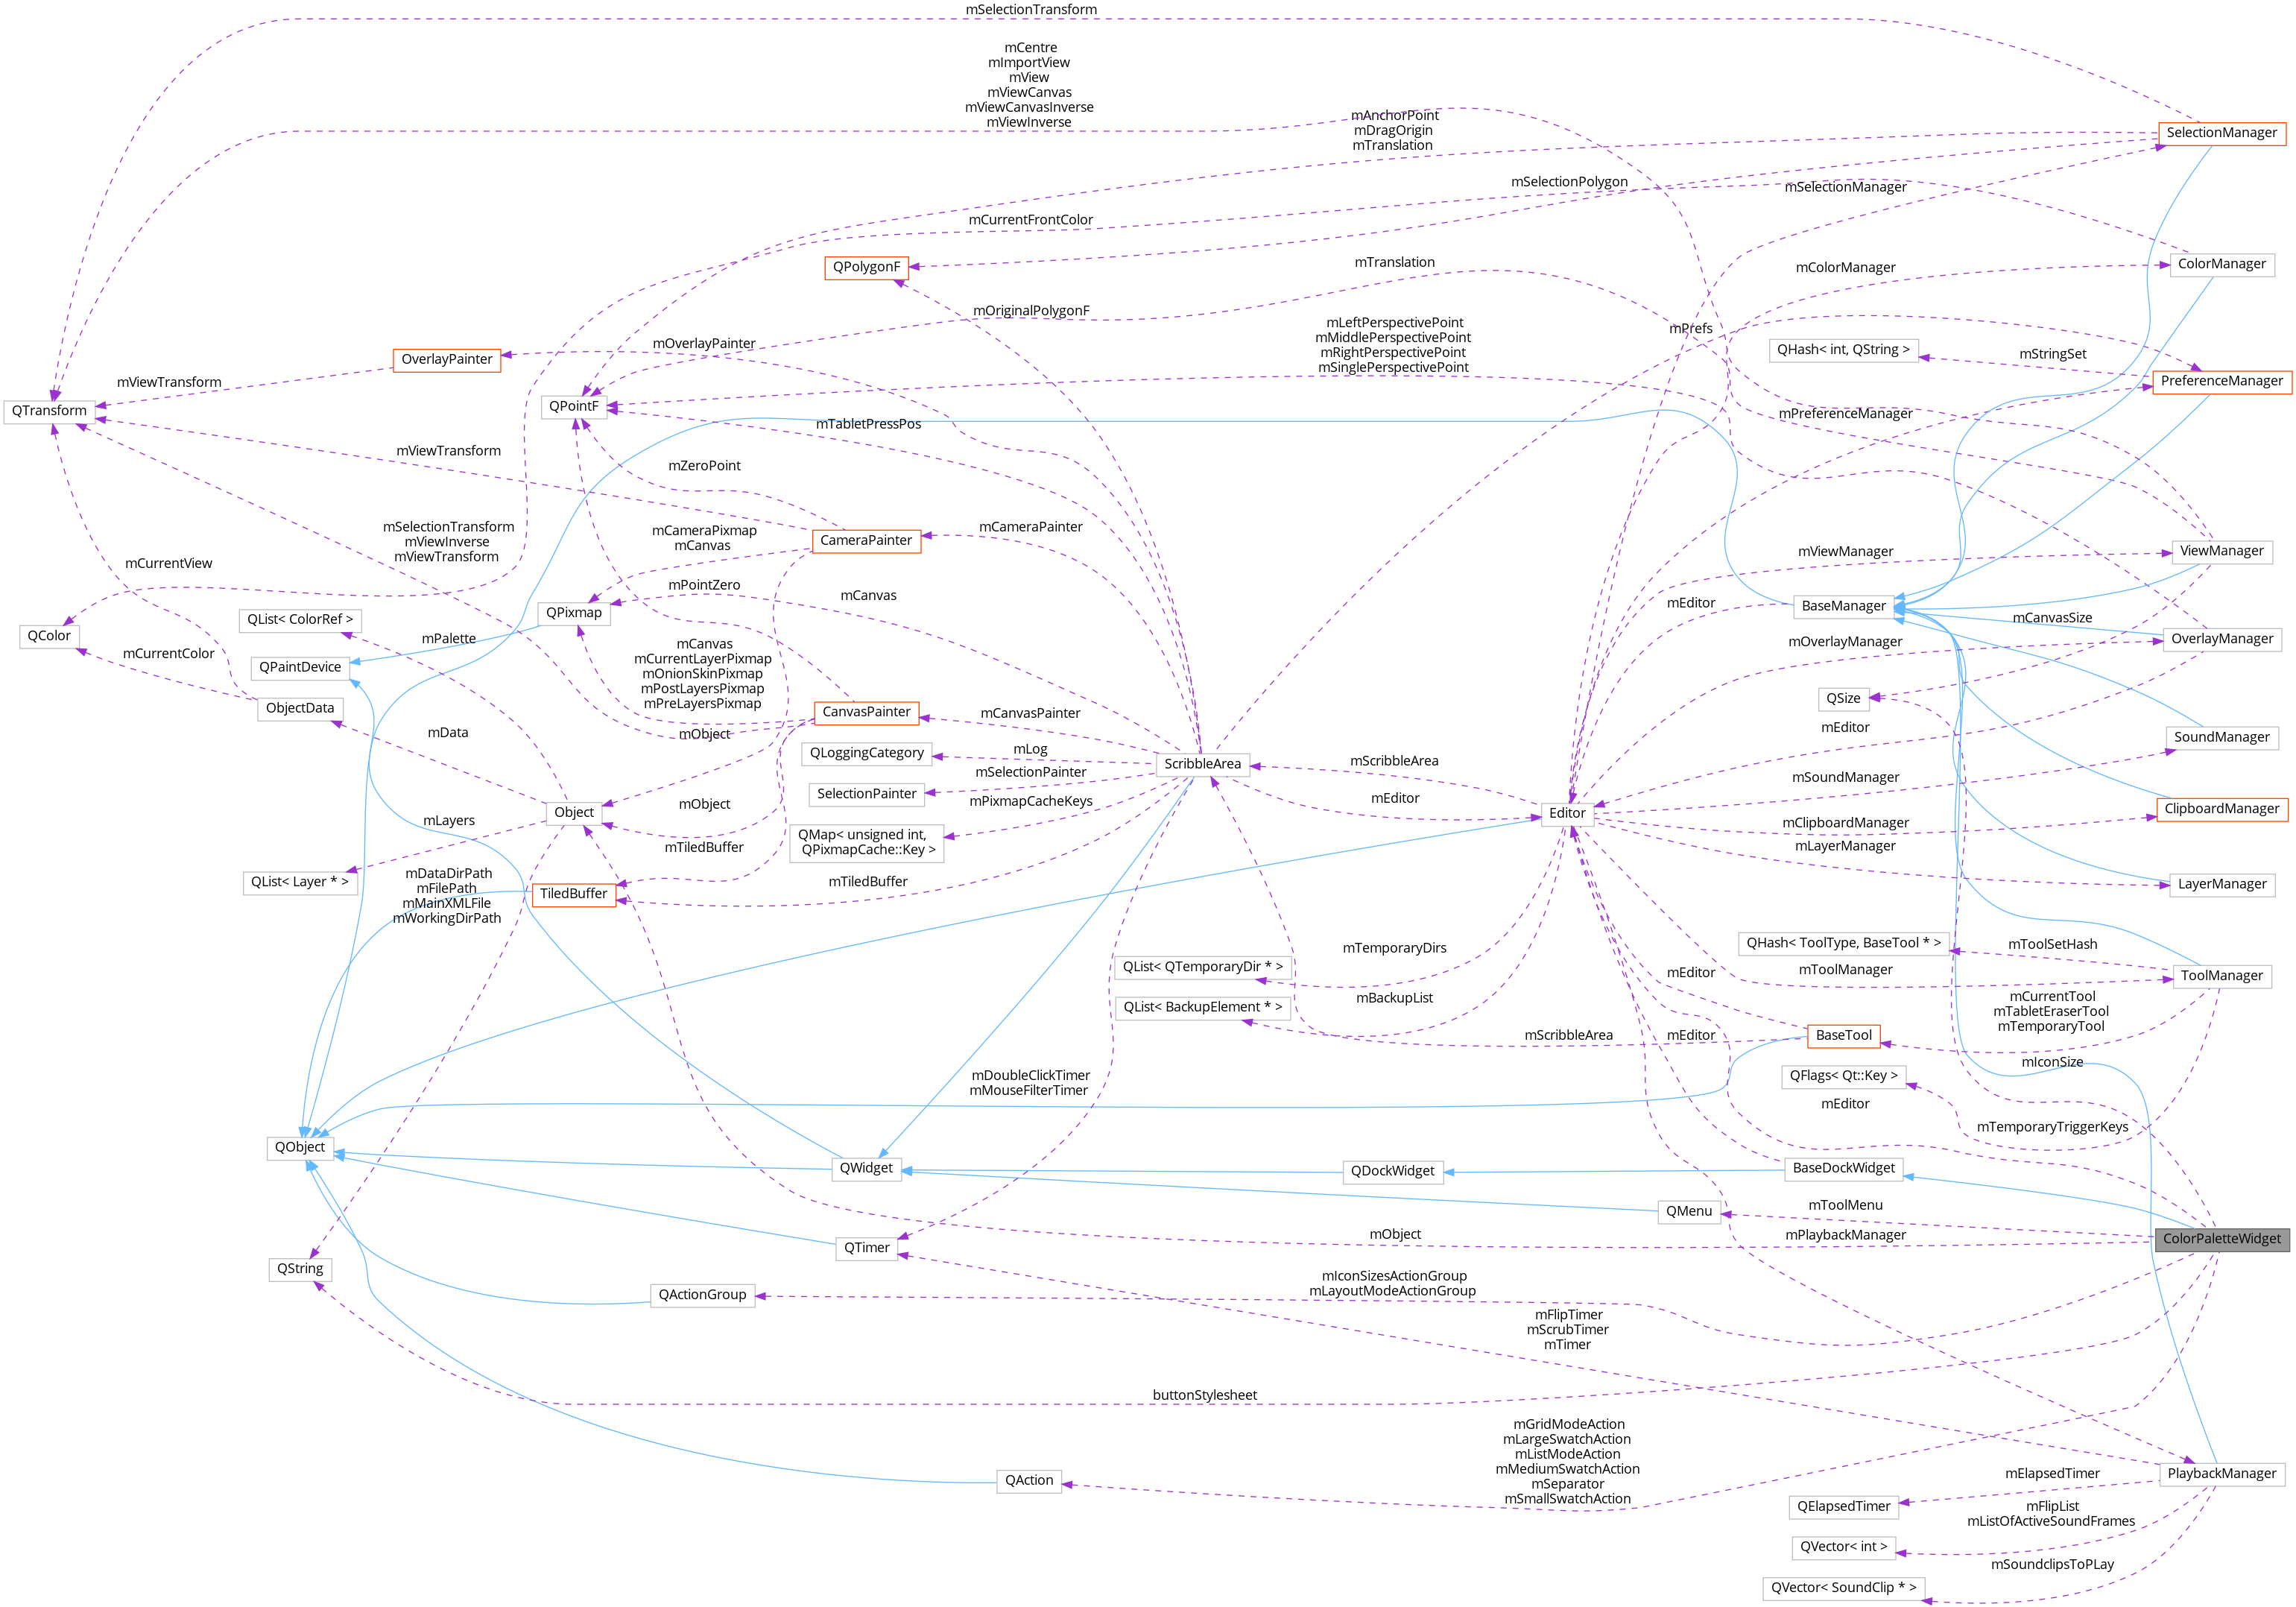 mSelectionTransform
mCentre
mImportView
mView
mViewCanvas
mViewCanvasInverse
mViewInverse
mAnchorPoint
mDragOrigin
mTranslation
SelectionManager
mSelectionPolygon
mSelectionManager
mCurrentFrontColor
QPolygonF
mTranslation
mColorManager
ColorManager
mOriginalPolygonF
mLeftPerspectivePoint
mMiddlePerspectivePoint
mRightPerspectivePoint
mSinglePerspectivePoint
mPrefs
QHash< int, QString >
mStringSet
OverlayPainter
mOverlayPainter
mViewTransform
PreferenceManager
QTransform
QPointF
mTabletPressPos
mPreferenceManager
mViewTransform
mZeroPoint
mSelectionTransform
mViewInverse
mViewTransform
mCameraPixmap
mCanvas
CameraPainter
mCameraPainter
mViewManager
ViewManager
mCurrentView
mPointZero
mCanvas
mEditor
BaseManager
QList< ColorRef >
QPixmap
mCanvasSize
QColor
mPalette
mOverlayManager
OverlayManager
mCurrentColor
QPaintDevice
mCanvas
mCurrentLayerPixmap
mOnionSkinPixmap
mPostLayersPixmap
mPreLayersPixmap
QSize
ObjectData
CanvasPainter
mCanvasPainter
mEditor
mData
mObject
QLoggingCategory
mLog
ScribbleArea
mScribbleArea
SoundManager
mSelectionPainter
SelectionPainter
mSoundManager
mObject
mPixmapCacheKeys
mEditor
Object
Editor
mClipboardManager
ClipboardManager
mLayers
QMap< unsigned int,
QPixmapCache::Key >
mTiledBuffer
mLayerManager
QList< Layer * >
mDataDirPath
mFilePath
mMainXMLFile
mWorkingDirPath
TiledBuffer
mTiledBuffer
LayerManager
QHash< ToolType, BaseTool * >
mToolSetHash
mTemporaryDirs
QList< QTemporaryDir * >
mEditor
mToolManager
ToolManager
QList< BackupElement * >
mBackupList
mCurrentTool
mTabletEraserTool
mTemporaryTool
mScribbleArea
mEditor
BaseTool
mIconSize
mDoubleClickTimer
mMouseFilterTimer
QFlags< Qt::Key >
mEditor
mTemporaryTriggerKeys
QObject
QWidget
QDockWidget
BaseDockWidget
QMenu
mToolMenu
mObject
mPlaybackManager
ColorPaletteWidget
QTimer
QString
QActionGroup
mIconSizesActionGroup
mLayoutModeActionGroup
mFlipTimer
mScrubTimer
mTimer
buttonStylesheet
mGridModeAction
mLargeSwatchAction
mListModeAction
mMediumSwatchAction
mSeparator
mSmallSwatchAction
QAction
mElapsedTimer
PlaybackManager
QElapsedTimer
mFlipList
mListOfActiveSoundFrames
QVector< int >
mSoundclipsToPLay
QVector< SoundClip * >